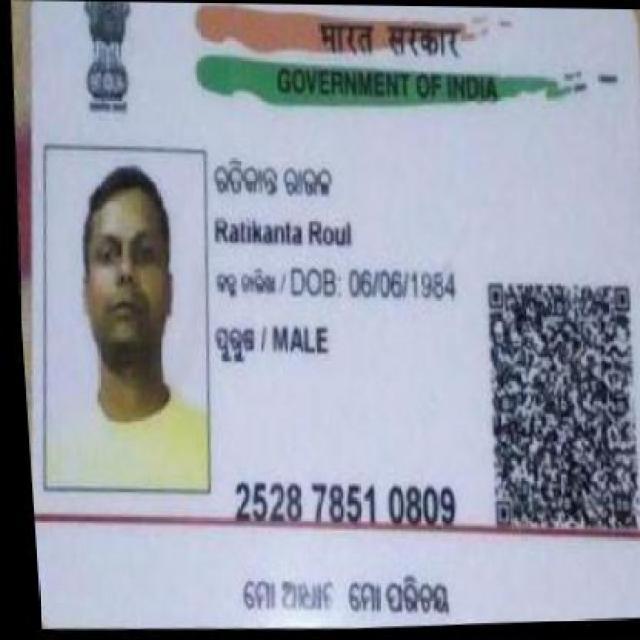 भारत सरकार
GOVERNMENT OF INDIA
ରତିକାନ୍ତ ରାଉଳ
Ratikanta Roul
ଜନ୍ମ ତାରିଖ / DOB: 06/06/1984
ପୁରୁଷ / MALE
2528 7851 0809
ମୋ ଆଧାର ମୋ ପରିଚୟ